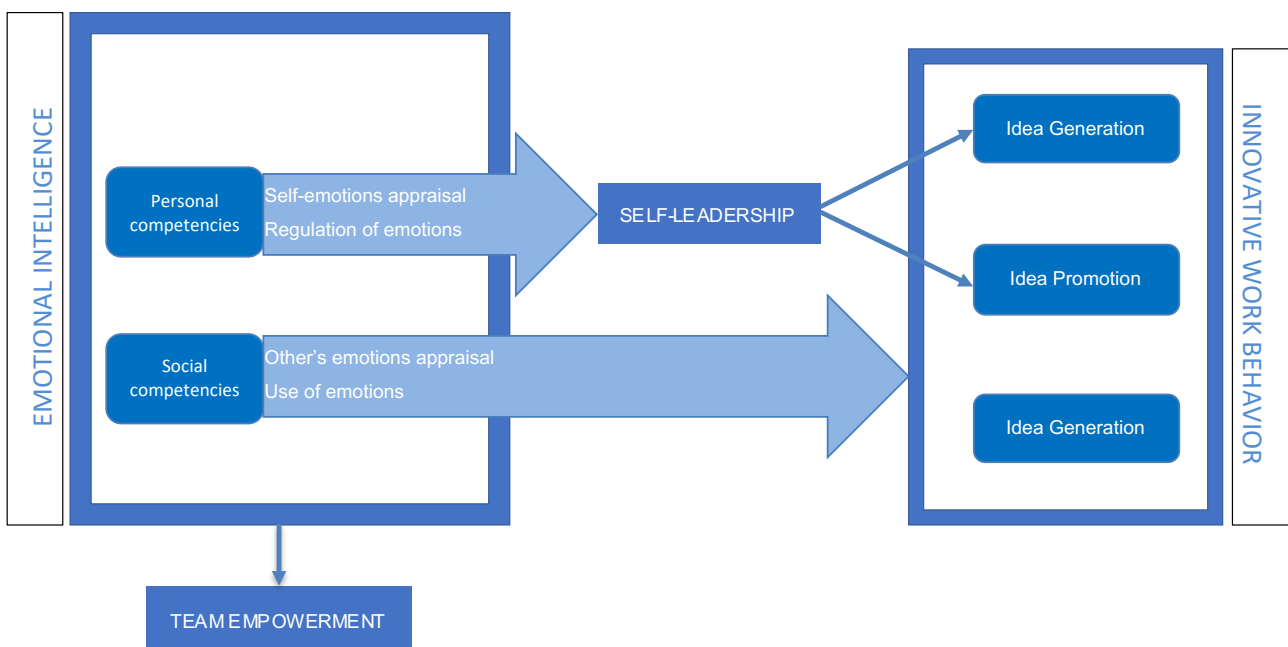 EMOTIONAL INTELLIGENCE
Personal
competencies
Self-emotions appraisal
Regulation of emotions
Social
competencies
Other's emotions appraisal
Use of emotions
TEAM EMPOWERMENT
SELF-LEADERSHIP
Idea Generation
Idea Promotion
Idea Generation
INNOVATIVE WORK BEHAVIOR